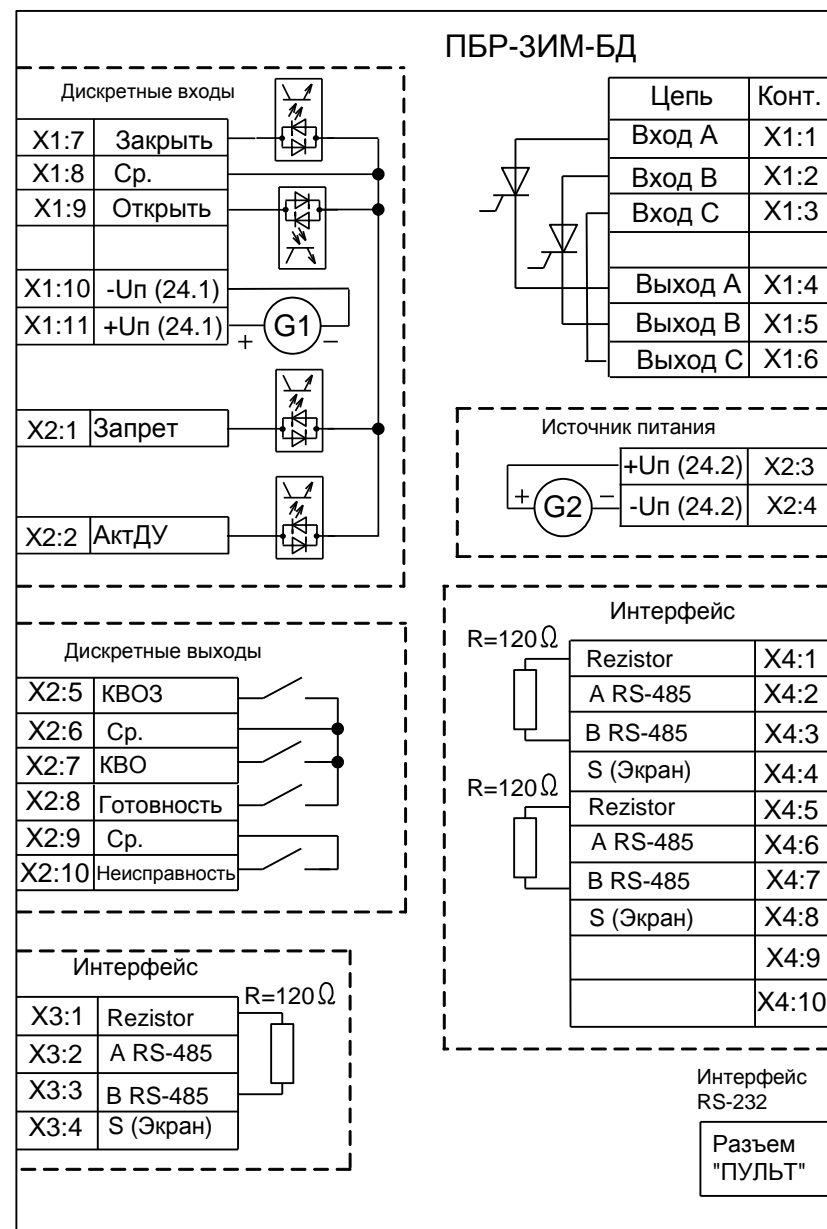 ПБР-3ИМ-БД
Дискретные входы
X1:7 Закрыть
X1:8 Ср.
X1:9 Открыть
X1:10 -Uп (24.1)
X1:11 +Uп (24.1)
+ G1 −
X2:1 Запрет
X2:2 АктДУ
Дискретные выходы
X2:5 КВОЗ
X2:6 Ср.
X2:7 КВО
X2:8 Готовность
X2:9 Ср.
X2:10 Неисправность
Интерфейс
R=120Ω
X3:1 Rezistor
X3:2 A RS-485
X3:3 B RS-485
X3:4 S (Экран)
Цепь Конт.
Вход А X1:1
Вход В X1:2
Вход С X1:3
Выход А X1:4
Выход В X1:5
Выход С X1:6
Источник питания
+Uп (24.2) X2:3
+ G2 −
-Uп (24.2) X2:4
Интерфейс
R=120Ω
Rezistor X4:1
A RS-485 X4:2
B RS-485 X4:3
S (Экран) X4:4
R=120Ω
Rezistor X4:5
A RS-485 X4:6
B RS-485 X4:7
S (Экран) X4:8
X4:9
X4:10
Интерфейс
RS-232
Разъем
"ПУЛЬТ"